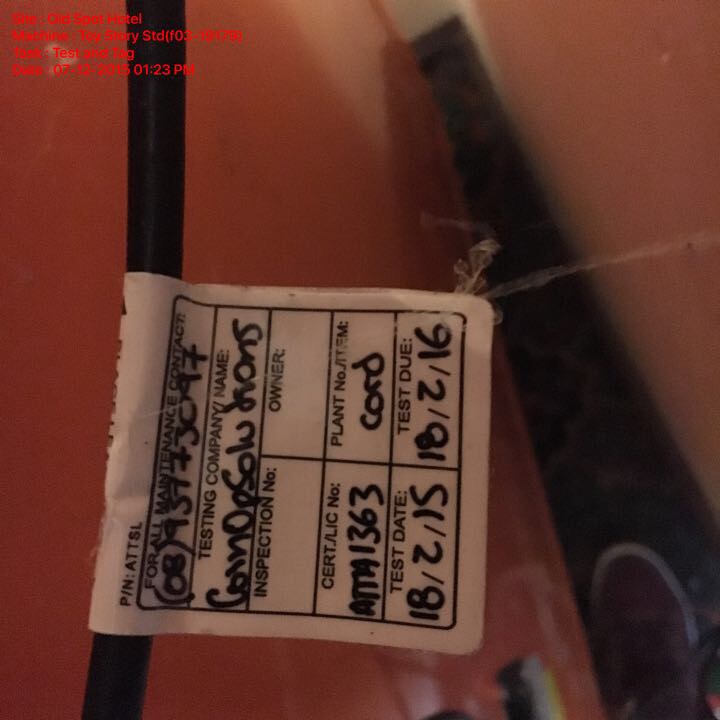 Site : Old Spot Hotel
Machine : Toy Story Std(f03-19179)
Task : Test and Tag
Date : 07-12-2015 01:23 PM
P/N: ATTSL
FOR ALL MAINTENANCE CONTACT:
(08) 93773097
TESTING COMPANY/NAME:
CoinOpSolutions
INSPECTION No:
OWNER:
CERT./LIC No:
ATTA1363
PLANT No./ITEM:
cord
TEST DATE:
18/2/15
TEST DUE:
18/2/16